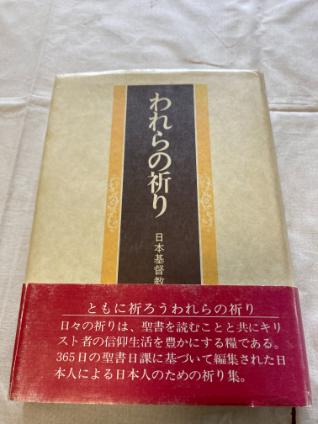 われらの祈り
日本基督教
ともに祈ろうわれらの祈り
日々の祈りは、聖書を読むことと共にキリ
スト者の信仰生活を豊かにする糧である。
365日の聖書日課に基づいて編集された日
本人による日本人のための祈り集。